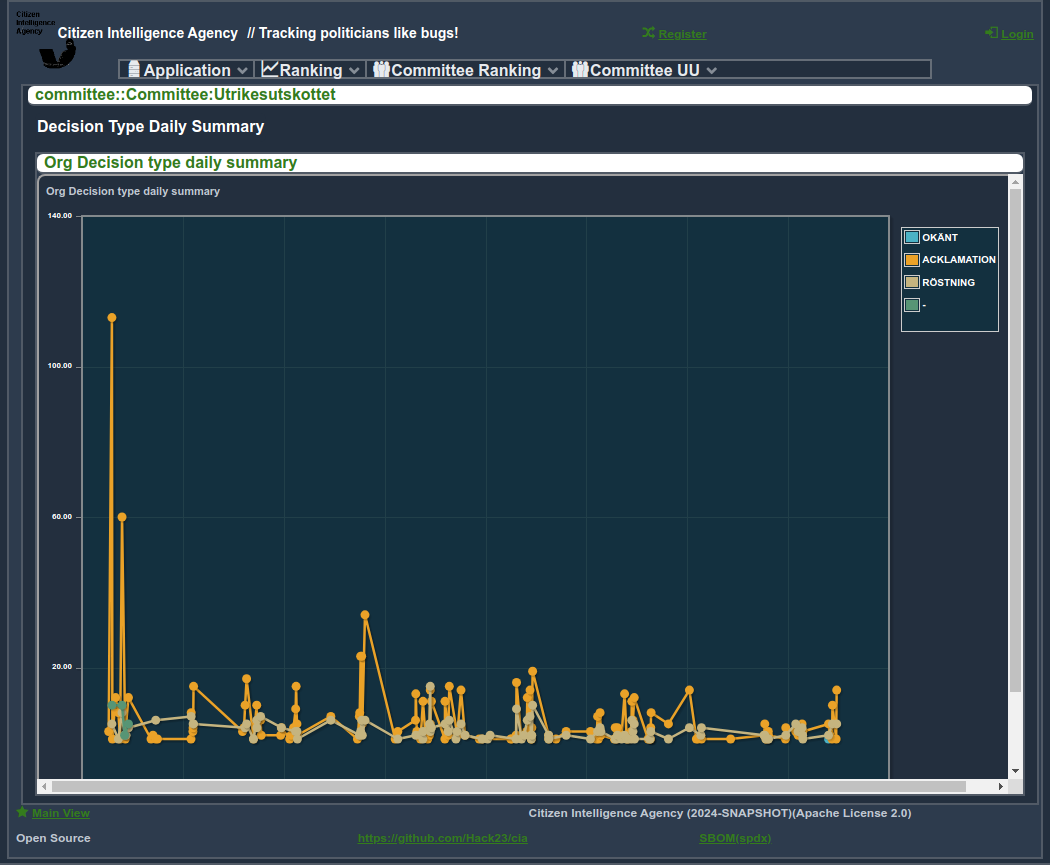 Citizen
Intelligence
Agency
Citizen Intelligence Agency // Tracking politicians like bugs!
Register
Login
Application
Ranking
Committee Ranking
Committee UU
committee::Committee:Utrikesutskottet
Decision Type Daily Summary
Org Decision type daily summary
Org Decision type daily summary
140.00
100.00
60.00
20.00
OKÄNT
ACKLAMATION
RÖSTNING
-
Main View
Citizen Intelligence Agency (2024-SNAPSHOT)(Apache License 2.0)
Open Source
https://github.com/Hack23/cia
SBOM(spdx)